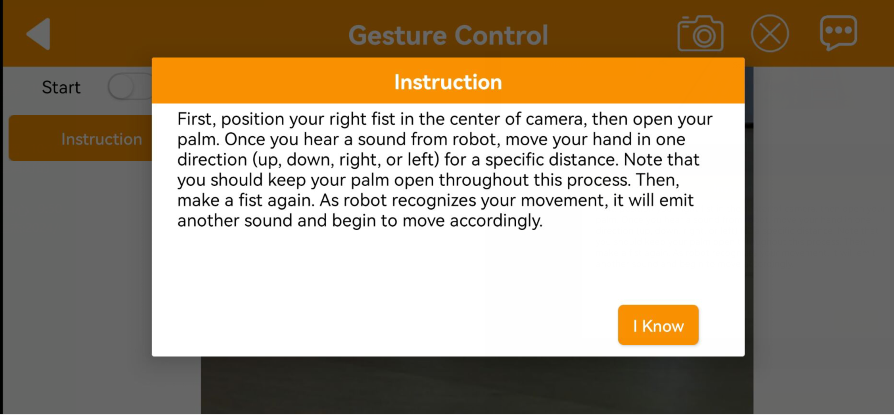 Gesture Control
Start
Instruction
Instruction
First, position your right fist in the center of camera, then open your
palm. Once you hear a sound from robot, move your hand in one
direction (up, down, right, or left) for a specific distance. Note that
you should keep your palm open throughout this process. Then,
make a fist again. As robot recognizes your movement, it will emit
another sound and begin to move accordingly.
I Know